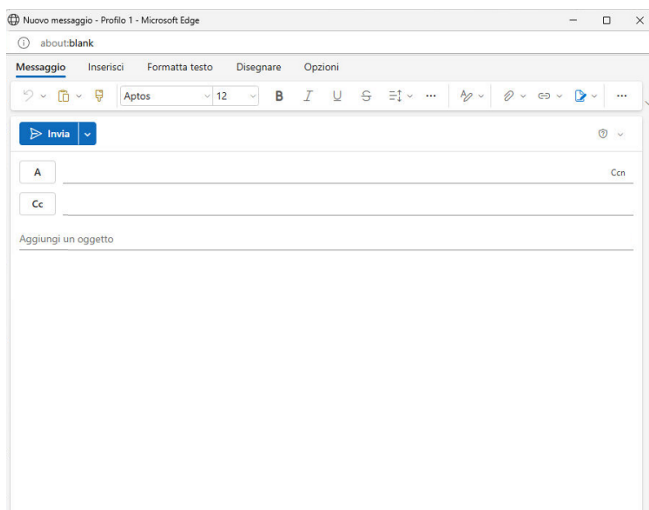 Nuovo messaggio - Profilo 1 - Microsoft Edge
about:blank
Messaggio Inserisci Formatta testo Disegnare Opzioni
Aptos 12 B I U S
Invia
A Ccn
Cc
Aggiungi un oggetto